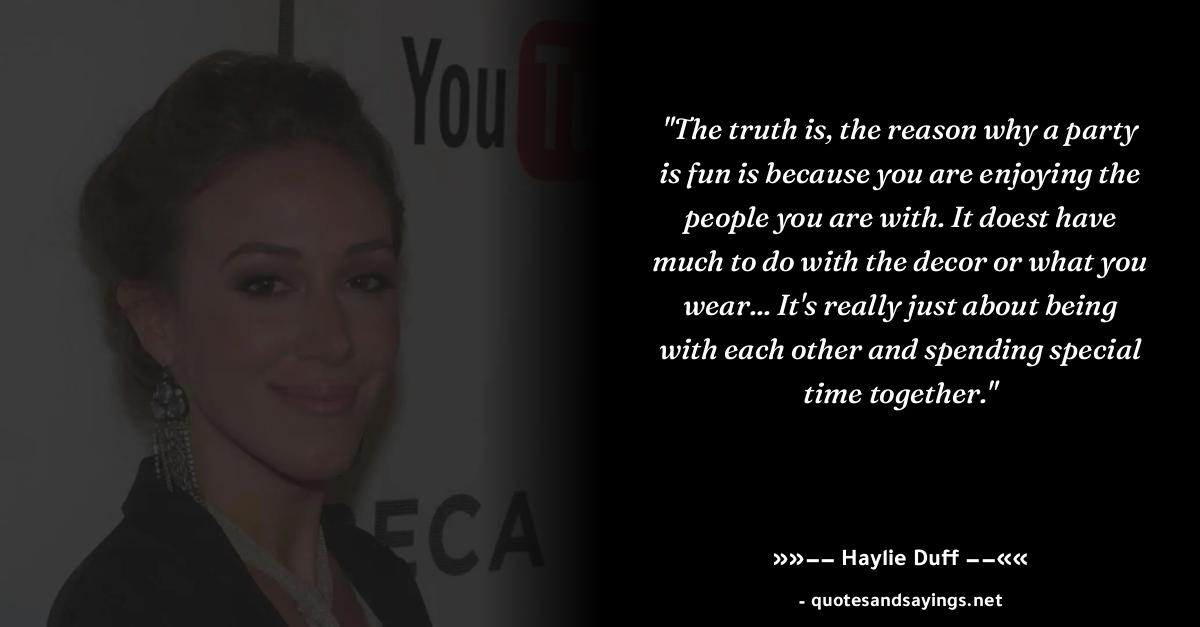 YouTu
ECA
"The truth is, the reason why a party
is fun is because you are enjoying the
people you are with. It doest have
much to do with the decor or what you
wear... It's really just about being
with each other and spending special
time together."
»»−− Haylie Duff −−««
- quotesandsayings.net